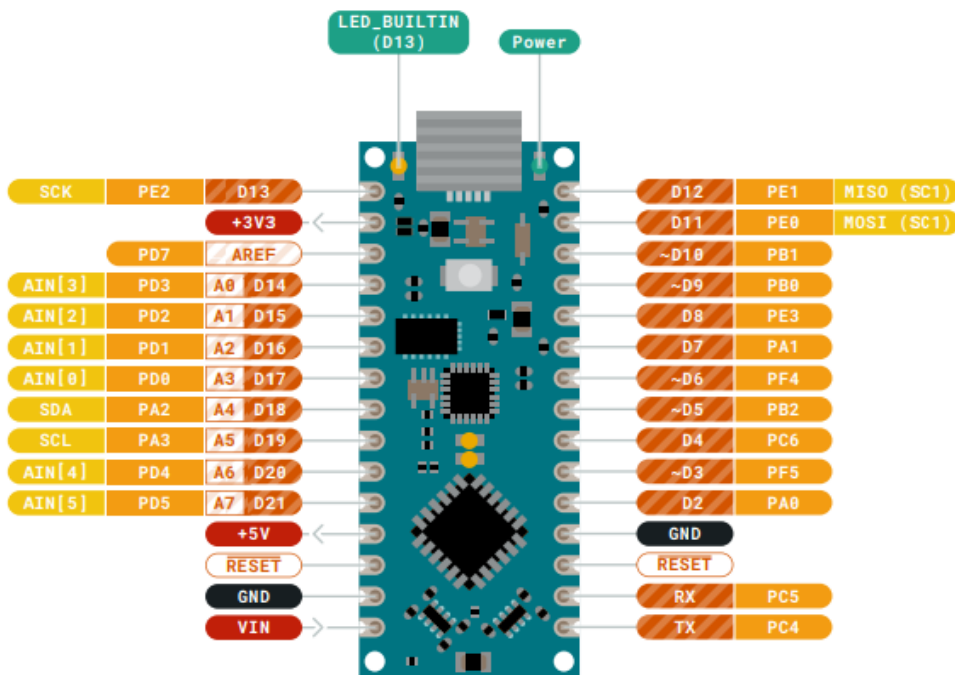 LED_BUILTIN
(D13)
Power
SCK PE2 D13
+3V3
PD7 AREF
AIN[3] PD3 A0 D14
AIN[2] PD2 A1 D15
AIN[1] PD1 A2 D16
AIN[0] PD0 A3 D17
SDA PA2 A4 D18
SCL PA3 A5 D19
AIN[4] PD4 A6 D20
AIN[5] PD5 A7 D21
+5V
RESET
GND
VIN
D12 PE1 MISO (SC1)
D11 PE0 MOSI (SC1)
~D10 PB1
~D9 PB0
D8 PE3
D7 PA1
~D6 PF4
~D5 PB2
D4 PC6
~D3 PF5
D2 PA0
GND
RESET
RX PC5
TX PC4